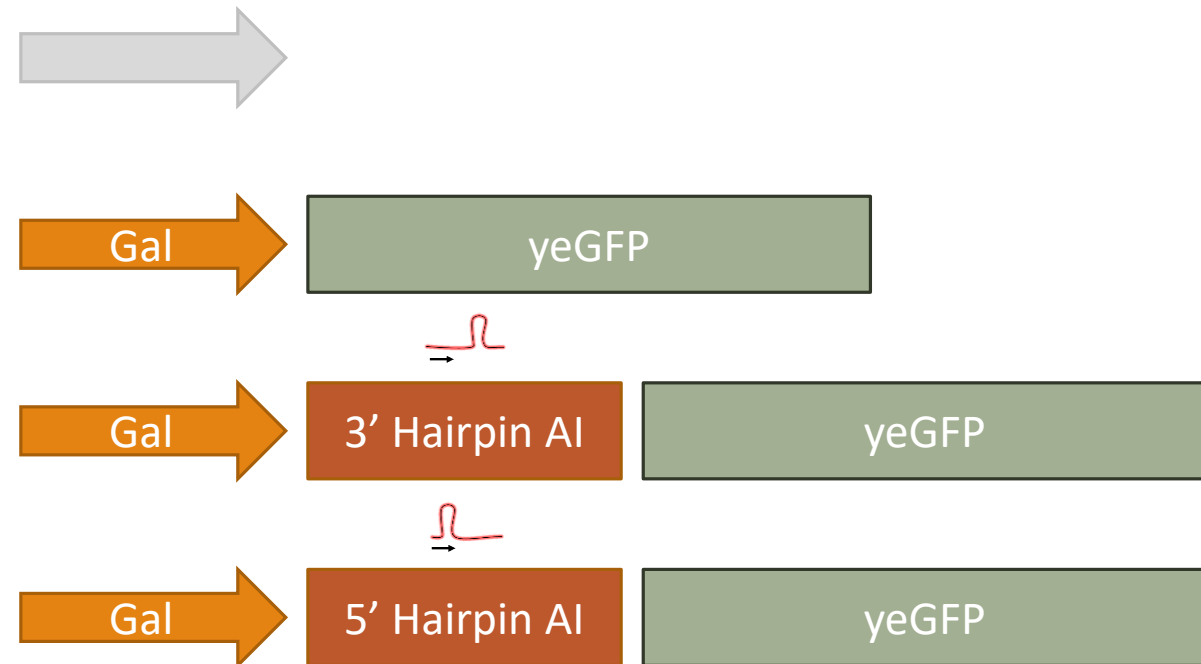 Gal yeGFP
Gal 3’ Hairpin AI yeGFP
Gal 5’ Hairpin AI yeGFP